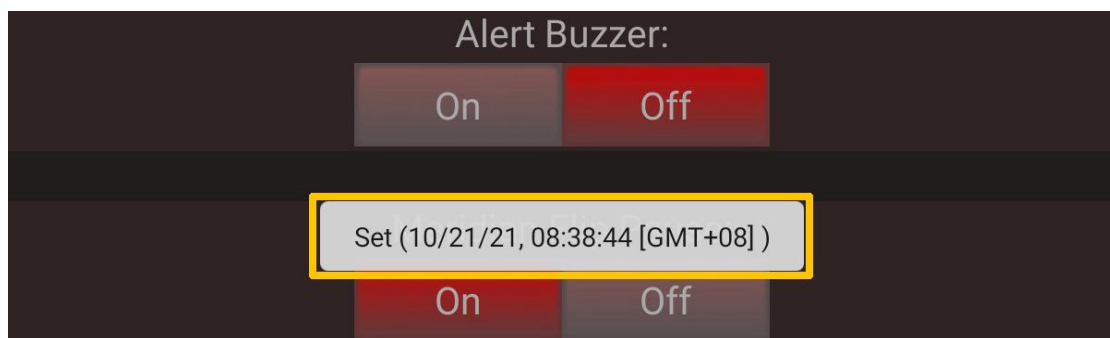 Alert Buzzer:
On Off
Set (10/21/21, 08:38:44 [GMT+08] )
On Off